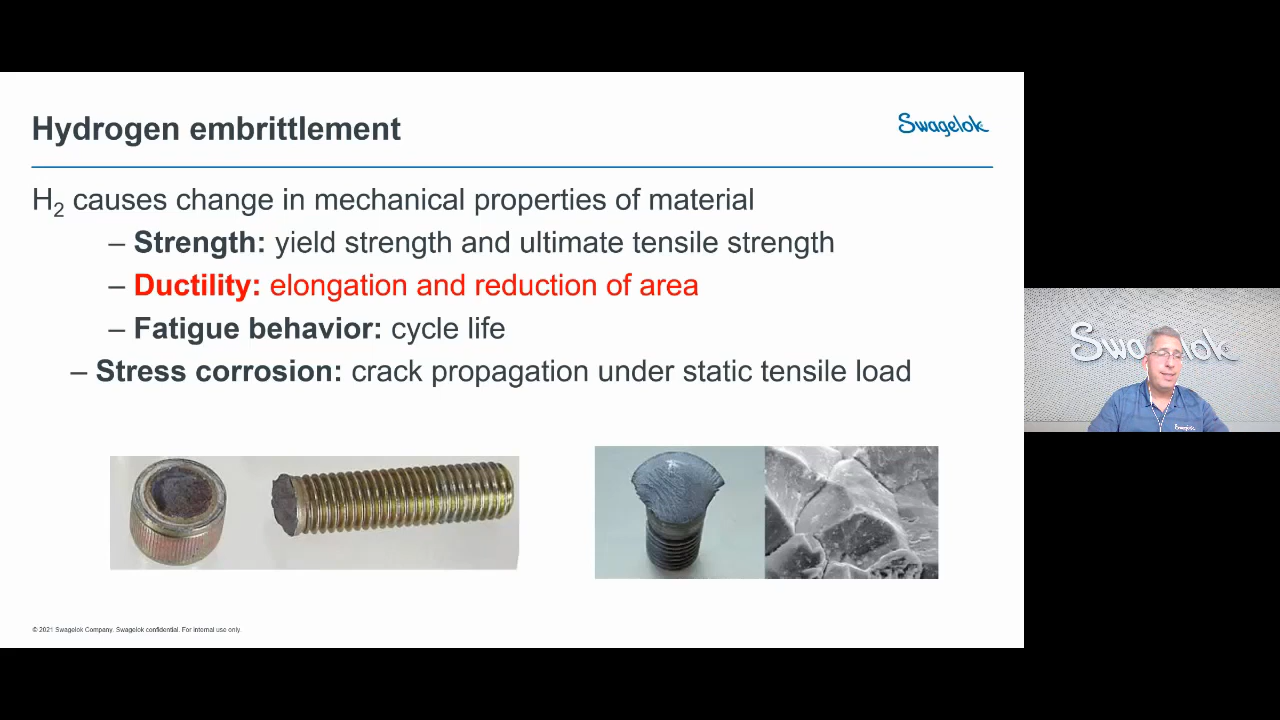 Hydrogen embrittlement
Swagelok
H₂ causes change in mechanical properties of material
– Strength: yield strength and ultimate tensile strength
– Ductility: elongation and reduction of area
– Fatigue behavior: cycle life
– Stress corrosion: crack propagation under static tensile load
© 2021 Swagelok Company. Swagelok confidential. For internal use only.
Swagelok
Swagelok